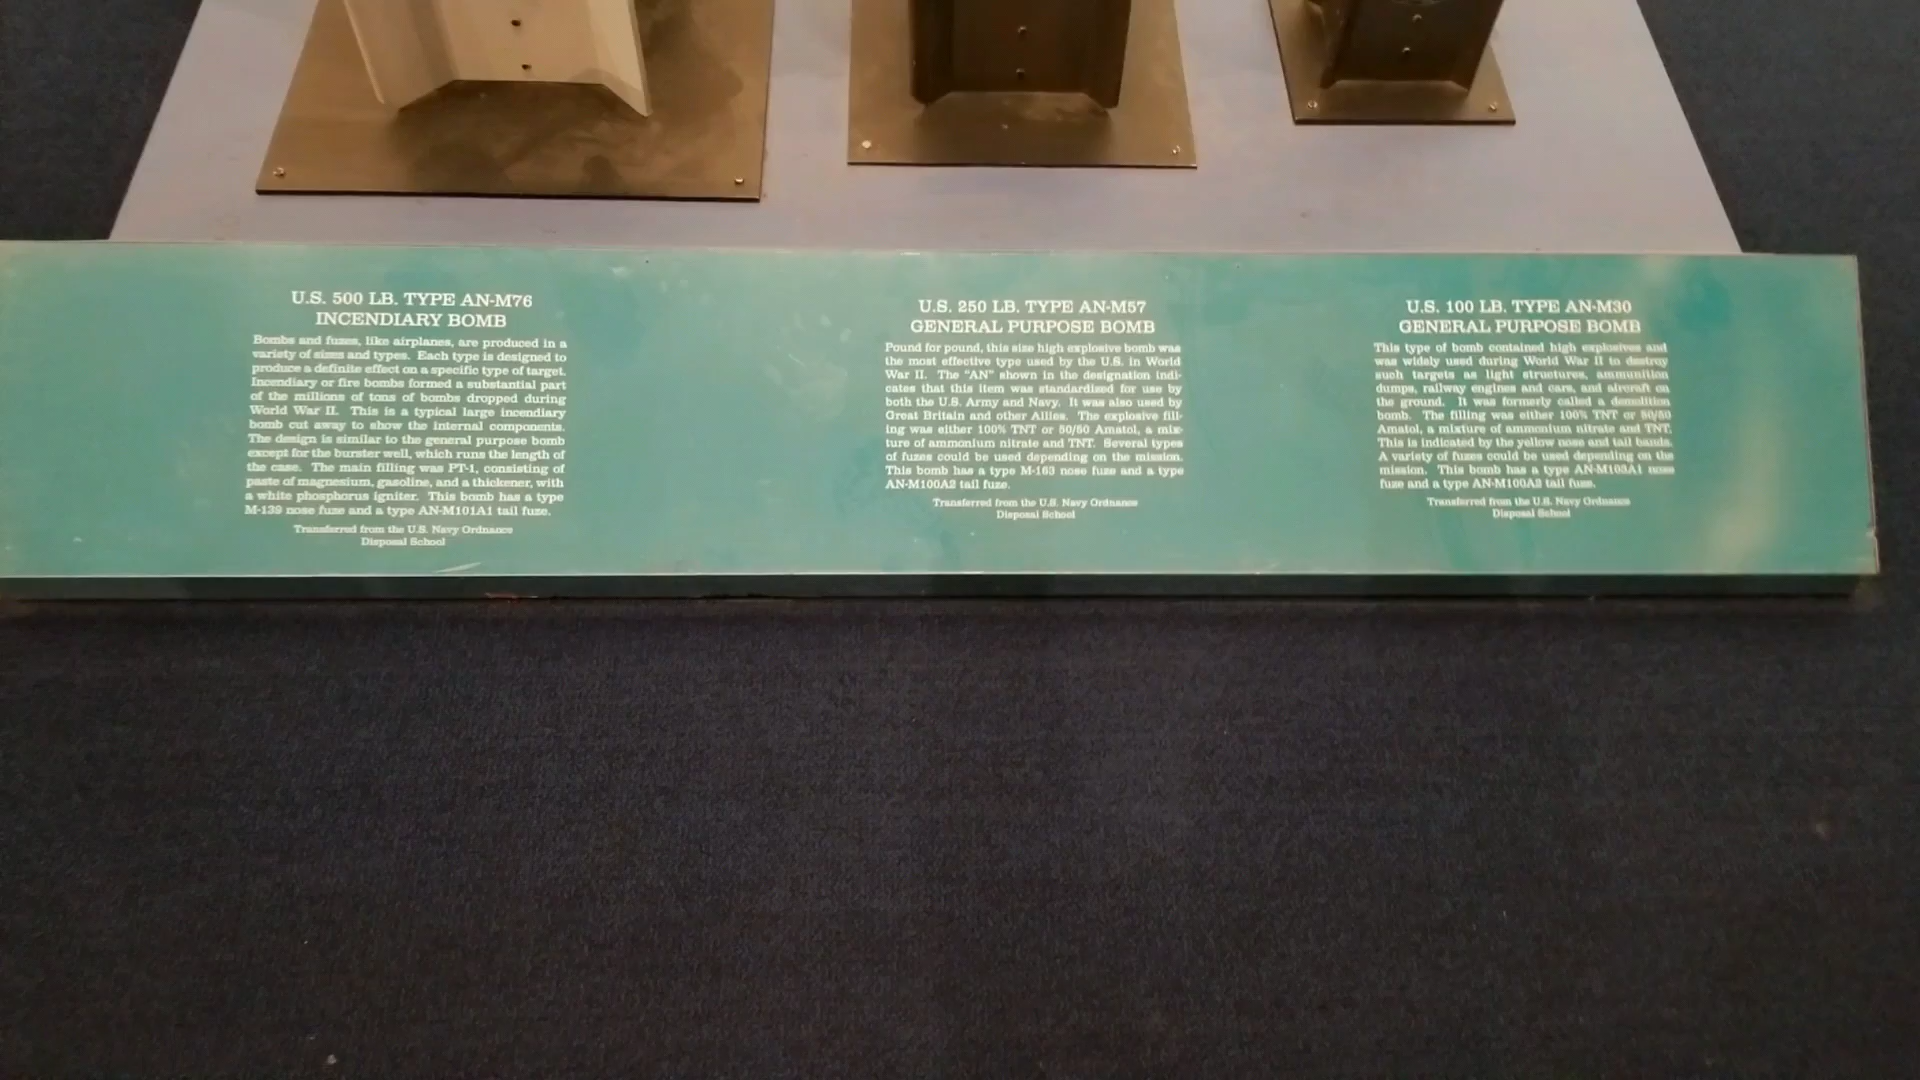 U.S. 500 LB. TYPE AN-M76
INCENDIARY BOMB
Bombs and fuzes, like airplanes, are produced in a
variety of sizes and types. Each type is designed to
produce a definite effect on a specific type of target.
Incendiary or fire bombs formed a substantial part
of the millions of tons of bombs dropped during
World War II. This is a typical large incendiary
bomb cut away to show the internal components.
The design is similar to the general purpose bomb
except for the burster well, which runs the length of
the case. The main filling was PT-1, consisting of
paste of magnesium, gasoline, and a thickener, with
a white phosphorus igniter. This bomb has a type
M-139 nose fuze and a type AN-M101A1 tail fuze.
Transferred from the U.S. Navy Ordnance
Disposal School
U.S. 250 LB. TYPE AN-M57
GENERAL PURPOSE BOMB
Pound for pound, this size high explosive bomb was
the most effective type used by the U.S. in World
War II. The "AN" shown in the designation indi-
cates that this item was standardized for use by
both the U.S. Army and Navy. It was also used by
Great Britain and other Allies. The explosive fill-
ing was either 100% TNT or 50/50 Amatol, a mix-
ture of ammonium nitrate and TNT. Several types
of fuzes could be used depending on the mission.
This bomb has a type M-163 nose fuze and a type
AN-M100A2 tail fuze.
Transferred from the U.S. Navy Ordnance
Disposal School
U.S. 100 LB. TYPE AN-M30
GENERAL PURPOSE BOMB
This type of bomb contained high explosives and
was widely used during World War II to destroy
such targets as light structures, ammunition
dumps, railway engines and cars, and aircraft on
the ground. It was formerly called a demolition
bomb. The filling was either 100% TNT or 50/50
Amatol, a mixture of ammonium nitrate and TNT.
This is indicated by the yellow nose and tail bands.
A variety of fuzes could be used depending on the
mission. This bomb has a type AN-M103A1 nose
fuze and a type AN-M100A2 tail fuze.
Transferred from the U.S. Navy Ordnance
Disposal School